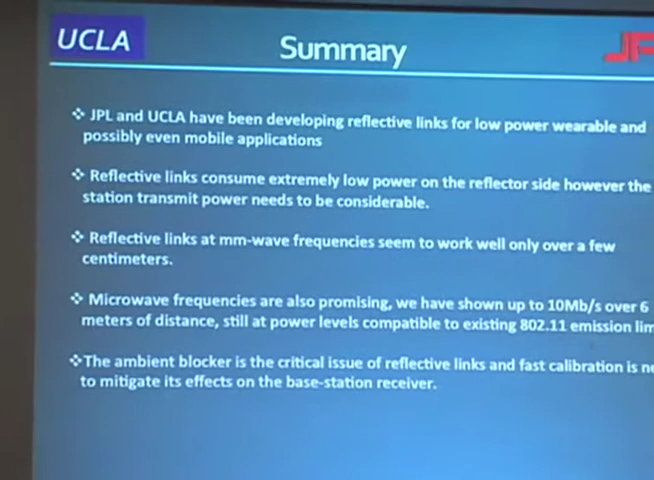 UCLA
Summary
❖ JPL and UCLA have been developing reflective links for low power wearable and
possibly even mobile applications
❖ Reflective links consume extremely low power on the reflector side however the
station transmit power needs to be considerable.
❖ Reflective links at mm-wave frequencies seem to work well only over a few
centimeters.
❖ Microwave frequencies are also promising, we have shown up to 10Mb/s over 6
meters of distance, still at power levels compatible to existing 802.11 emission
❖The ambient blocker is the critical issue of reflective links and fast calibration is
to mitigate its effects on the base-station receiver.